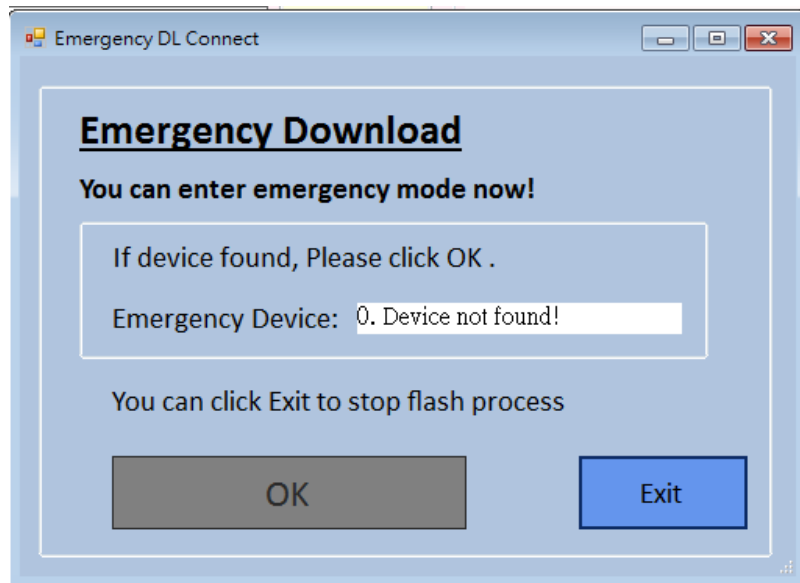 Emergency DL Connect
Emergency Download
You can enter emergency mode now!
If device found, Please click OK .
Emergency Device: 0. Device not found!
You can click Exit to stop flash process
OK Exit